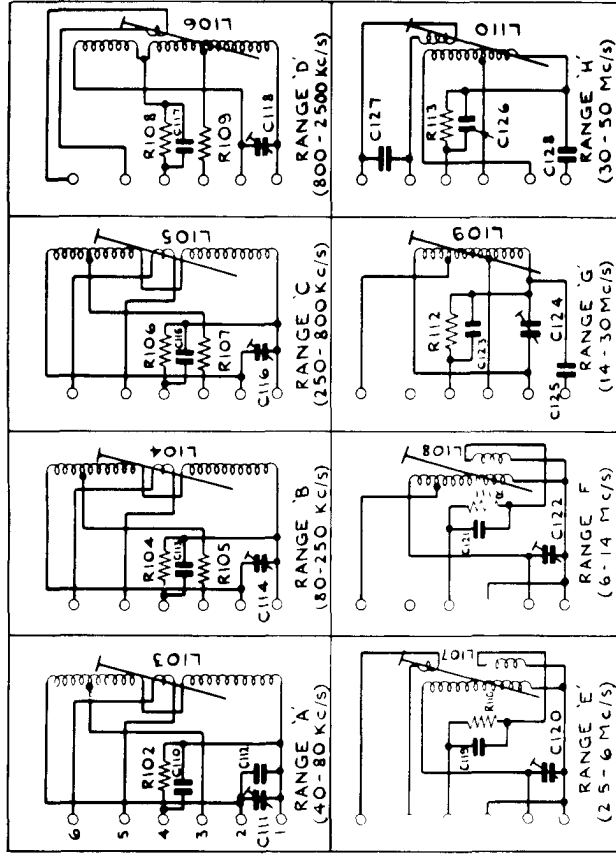 L103
6
5
R102
4
C110
3
C112
2
C111
1
RANGE 'A'
(40-80 Kc/s)
L104
R104
C113
R105
C114
RANGE 'B
(80-250 Kc/s)
L105
R106
R107
C116
RANGE 'C
(250-800 Kc/s)
L106
R108
C117
R109
C118
RANGE 'D'
(800-2500 Kc/s)
L107
R110
C119
C120
RANGE 'E'
(2 5-6 Mc/s)
L108
C121
C122
RANGE F
(6-14 Mc/s)
L109
R112
C123
C124
C125
RANGE 'G'
(14-30 Mc/s)
C127
L110
R113
C126
C128
RANGE 'H'
(30-50 Mc/s)